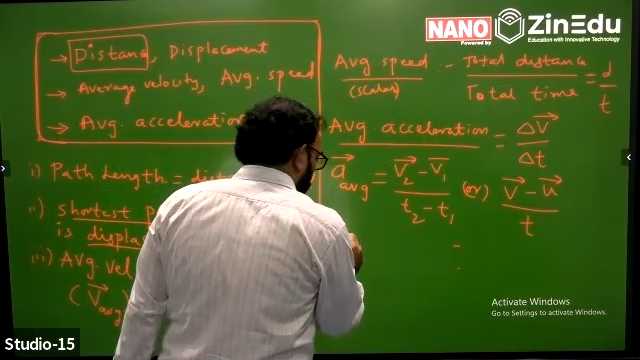 NANO
Powered by
ZinEdu
Education with Innovative Technology
→ Distance, Displacement
→ Average velocity, Avg. speed
→ Avg. acceleration
i) Path Length = 
ii) shortest
is
iii) Avg. vel
(V⃗avg)
Avg speed - Total distance / Total time = d/t
(scalar)
Avg acceleration = ΔV⃗ / Δt
a⃗avg = (V⃗2 - V⃗1) / (t2 - t1) (or) (V⃗ - u⃗) / t
Activate Windows
Go to Settings to activate Windows.
Studio-15